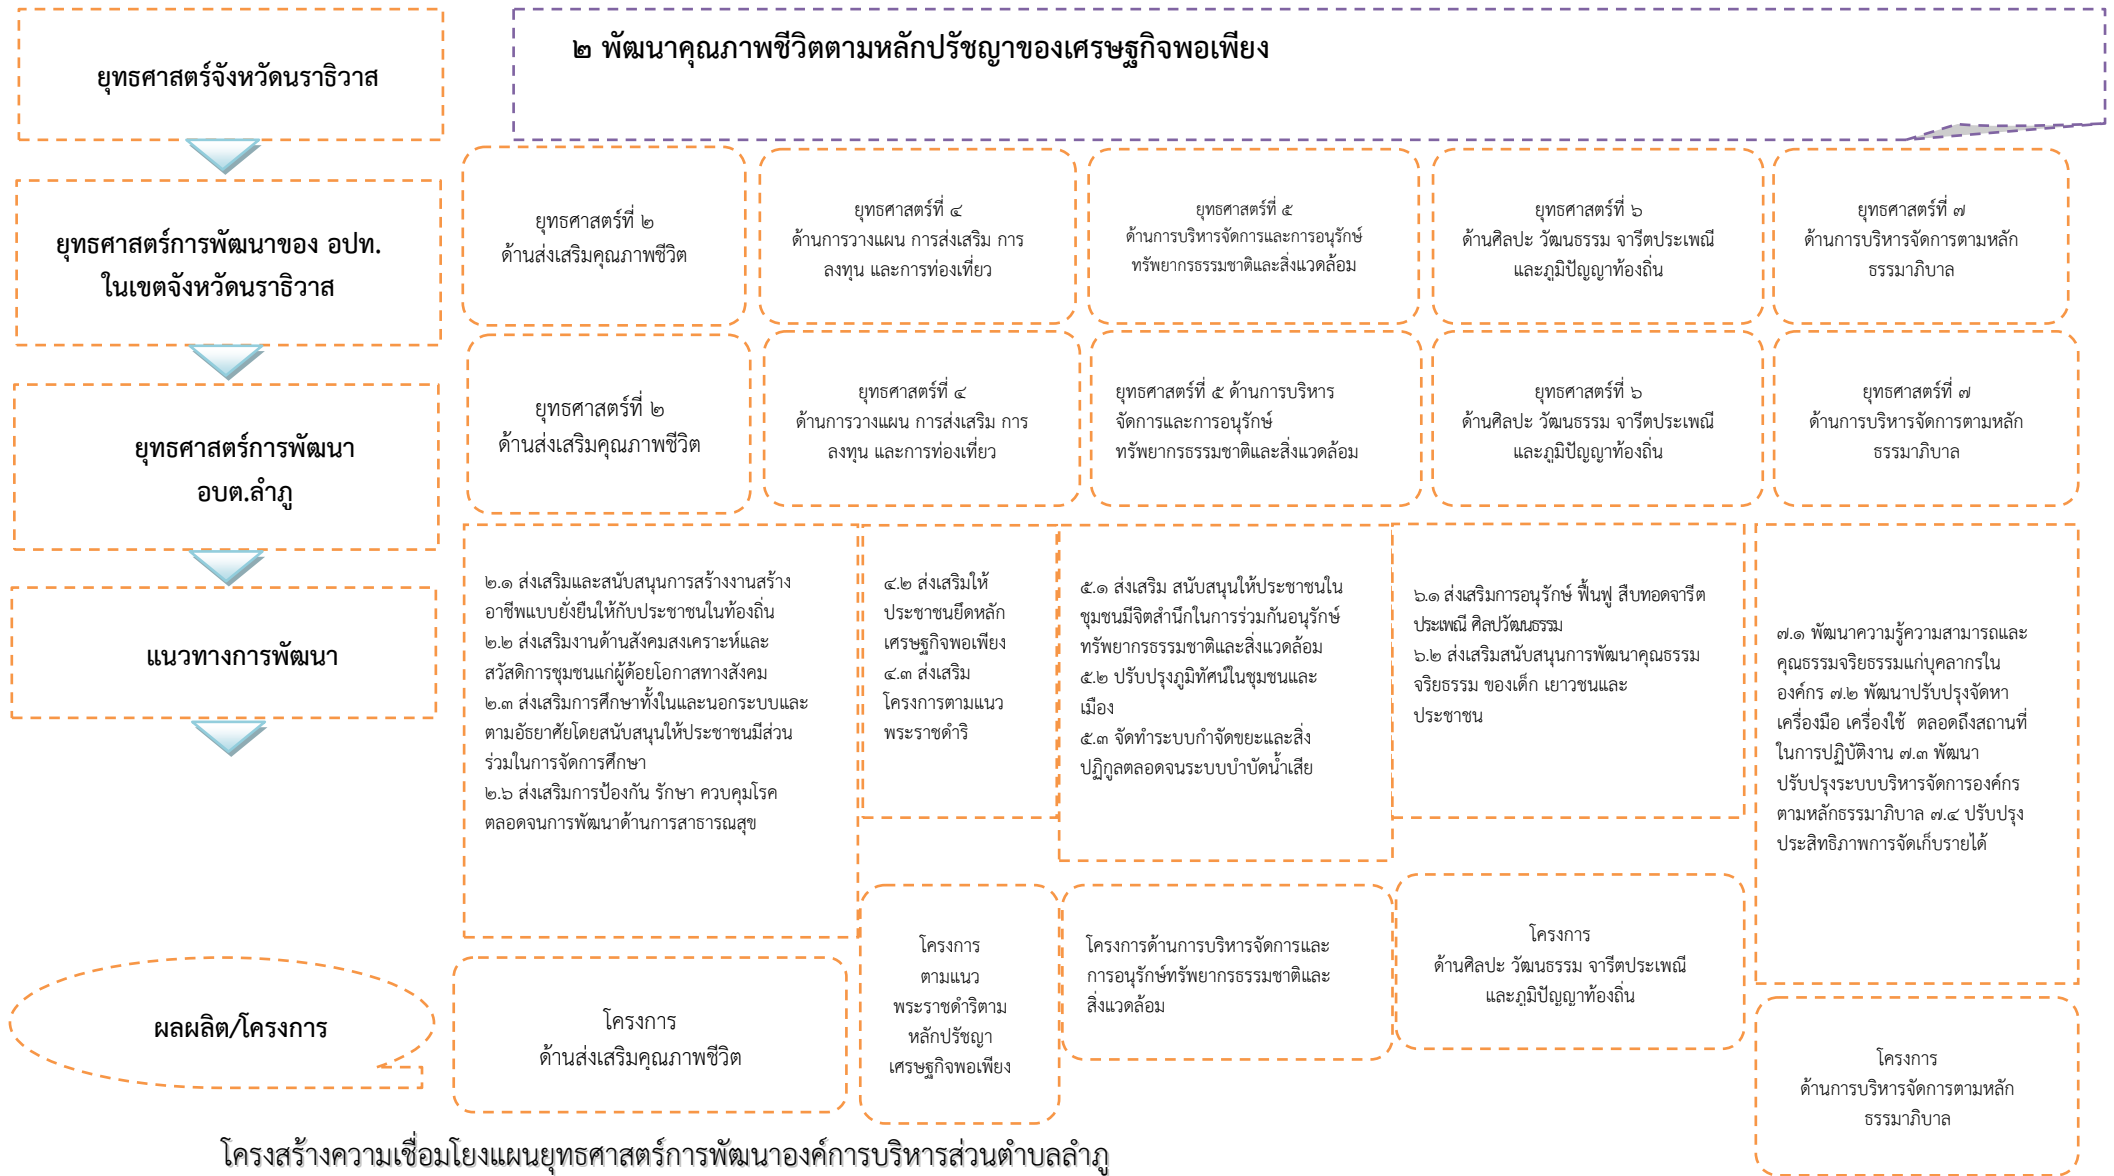 ยุทธศาสตร์จังหวัดนราธิวาส
๒ พัฒนาคุณภาพชีวิตตามหลักปรัชญาของเศรษฐกิจพอเพียง
ยุทธศาสตร์การพัฒนาของ อปท.
ในเขตจังหวัดนราธิวาส
ยุทธศาสตร์ที่ ๒
ด้านส่งเสริมคุณภาพชีวิต
ยุทธศาสตร์ที่ ๔
ด้านการวางแผน การส่งเสริม การ
ลงทุน และการท่องเที่ยว
ยุทธศาสตร์ที่ ๕
ด้านการบริหารจัดการและการอนุรักษ์
ทรัพยากรธรรมชาติและสิ่งแวดล้อม
ยุทธศาสตร์ที่ ๖
ด้านศิลปะ วัฒนธรรม จารีตประเพณี
และภูมิปัญญาท้องถิ่น
ยุทธศาสตร์ที่ ๗
ด้านการบริหารจัดการตามหลัก
ธรรมาภิบาล
ยุทธศาสตร์การพัฒนา
อบต.ลำภู
ยุทธศาสตร์ที่ ๒
ด้านส่งเสริมคุณภาพชีวิต
ยุทธศาสตร์ที่ ๔
ด้านการวางแผน การส่งเสริม การ
ลงทุน และการท่องเที่ยว
ยุทธศาสตร์ที่ ๕ ด้านการบริหาร
จัดการและการอนุรักษ์
ทรัพยากรธรรมชาติและสิ่งแวดล้อม
ยุทธศาสตร์ที่ ๖
ด้านศิลปะ วัฒนธรรม จารีตประเพณี
และภูมิปัญญาท้องถิ่น
ยุทธศาสตร์ที่ ๗
ด้านการบริหารจัดการตามหลัก
ธรรมาภิบาล
แนวทางการพัฒนา
๒.๑ ส่งเสริมและสนับสนุนการสร้างงานสร้าง
อาชีพแบบยั่งยืนให้กับประชาชนในท้องถิ่น
๒.๒ ส่งเสริมงานด้านสังคมสงเคราะห์และ
สวัสดิการชุมชนแก่ผู้ด้อยโอกาสทางสังคม
๒.๓ ส่งเสริมการศึกษาทั้งในและนอกระบบและ
ตามอัธยาศัยโดยสนับสนุนให้ประชาชนมีส่วน
ร่วมในการจัดการศึกษา
๒.๖ ส่งเสริมการป้องกัน รักษา ควบคุมโรค
ตลอดจนการพัฒนาด้านการสาธารณสุข
๔.๒ ส่งเสริมให้
ประชาชนยึดหลัก
เศรษฐกิจพอเพียง
๔.๓ ส่งเสริม
โครงการตามแนว
พระราชดำริ
๕.๑ ส่งเสริม สนับสนุนให้ประชาชนใน
ชุมชนมีจิตสำนึกในการร่วมกันอนุรักษ์
ทรัพยากรธรรมชาติและสิ่งแวดล้อม
๕.๒ ปรับปรุงภูมิทัศน์ในชุมชนและ
เมือง
๕.๓ จัดทำระบบกำจัดขยะและสิ่ง
ปฏิกูลตลอดจนระบบบำบัดน้ำเสีย
๖.๑ ส่งเสริมการอนุรักษ์ ฟื้นฟู สืบทอดจารีต
ประเพณี ศิลปวัฒนธรรม
๖.๒ ส่งเสริมสนับสนุนการพัฒนาคุณธรรม
จริยธรรม ของเด็ก เยาวชนและ
ประชาชน
๗.๑ พัฒนาความรู้ความสามารถและ
คุณธรรมจริยธรรมแก่บุคลากรใน
องค์กร ๗.๒ พัฒนาปรับปรุงจัดหา
เครื่องมือ เครื่องใช้ ตลอดถึงสถานที่
ในการปฏิบัติงาน ๗.๓ พัฒนา
ปรับปรุงระบบบริหารจัดการองค์กร
ตามหลักธรรมาภิบาล ๗.๔ ปรับปรุง
ประสิทธิภาพการจัดเก็บรายได้
ผลผลิต/โครงการ
โครงการ
ด้านส่งเสริมคุณภาพชีวิต
โครงการ
ตามแนว
พระราชดำริตาม
หลักปรัชญา
เศรษฐกิจพอเพียง
โครงการด้านการบริหารจัดการและ
การอนุรักษ์ทรัพยากรธรรมชาติและ
สิ่งแวดล้อม
โครงการ
ด้านศิลปะ วัฒนธรรม จารีตประเพณี
และภูมิปัญญาท้องถิ่น
โครงการ
ด้านการบริหารจัดการตามหลัก
ธรรมาภิบาล
โครงสร้างความเชื่อมโยงแผนยุทธศาสตร์การพัฒนาองค์การบริหารส่วนตำบลลำภู